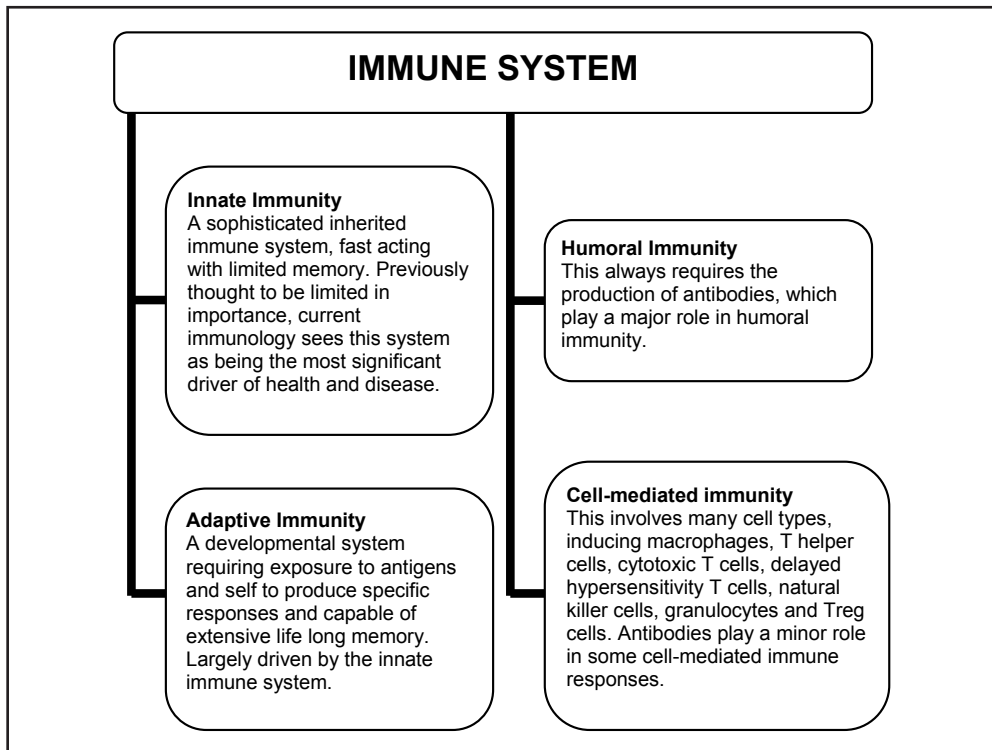 IMMUNE SYSTEM
Innate Immunity
A sophisticated inherited
immune system, fast acting
with limited memory. Previously
thought to be limited in
importance, current
immunology sees this system
as being the most significant
driver of health and disease.
Adaptive Immunity
A developmental system
requiring exposure to antigens
and self to produce specific
responses and capable of
extensive life long memory.
Largely driven by the innate
immune system.
Humoral Immunity
This always requires the
production of antibodies, which
play a major role in humoral
immunity.
Cell-mediated immunity
This involves many cell types,
inducing macrophages, T helper
cells, cytotoxic T cells, delayed
hypersensitivity T cells, natural
killer cells, granulocytes and Treg
cells. Antibodies play a minor role
in some cell-mediated immune
responses.